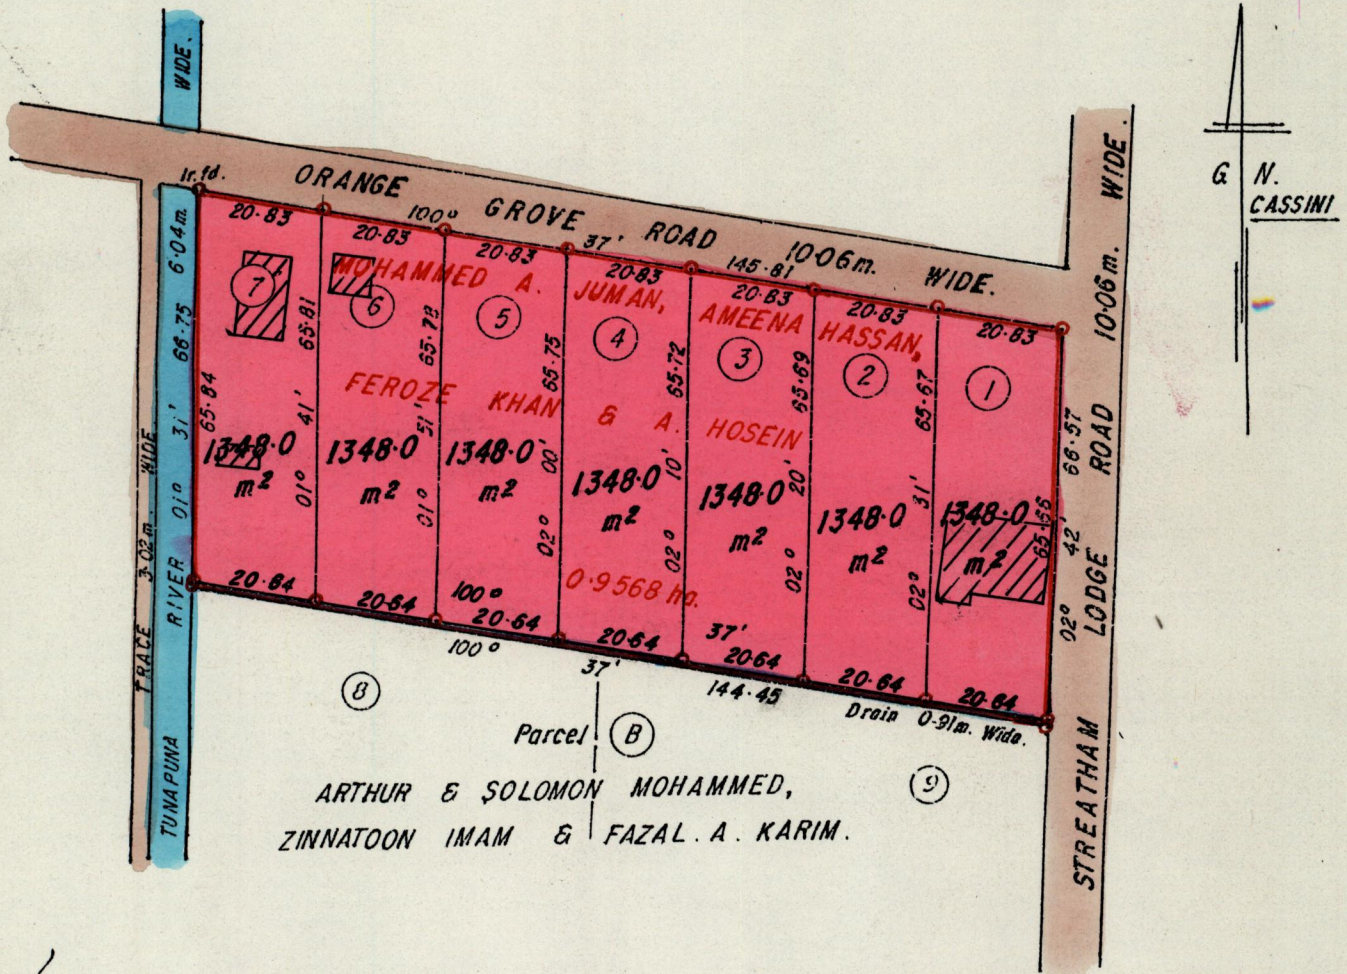 WIDE.
G N.
CASSINI
Ir. fd.
ORANGE GROVE ROAD 10·06m. WIDE.
100° 37' 145·81
20·83
20·83
20·83
20·83
20·83
20·83
20·83
MOHAMMED A. JUMAN, AMEENA HASSAN,
FEROZE KHAN & A. HOSEIN
0·9568 ha.
7
6
5
4
3
2
1
1348·0 m²
1348·0 m²
1348·0 m²
1348·0 m²
1348·0 m²
1348·0 m²
1348·0 m²
65·84
01° 41' 65·81
01° 51' 65·78
02° 00' 65·75
02° 10' 65·72
02° 20' 65·69
02° 31' 65·67
65·66
02° 42' 66·57
20·64
20·64
20·64
20·64
20·64
20·64
20·64
100° 37'
100° 37' 144·45
Drain 0·91m. Wide.
TRACE 3·02m. WIDE
TUNAPUNA RIVER 6·04m.
01° 31' 66·75
STREATHAM LODGE ROAD 10·06m. WIDE.
8
Parcel B
9
ARTHUR & SOLOMON MOHAMMED,
ZINNATOON IMAM & FAZAL. A. KARIM.